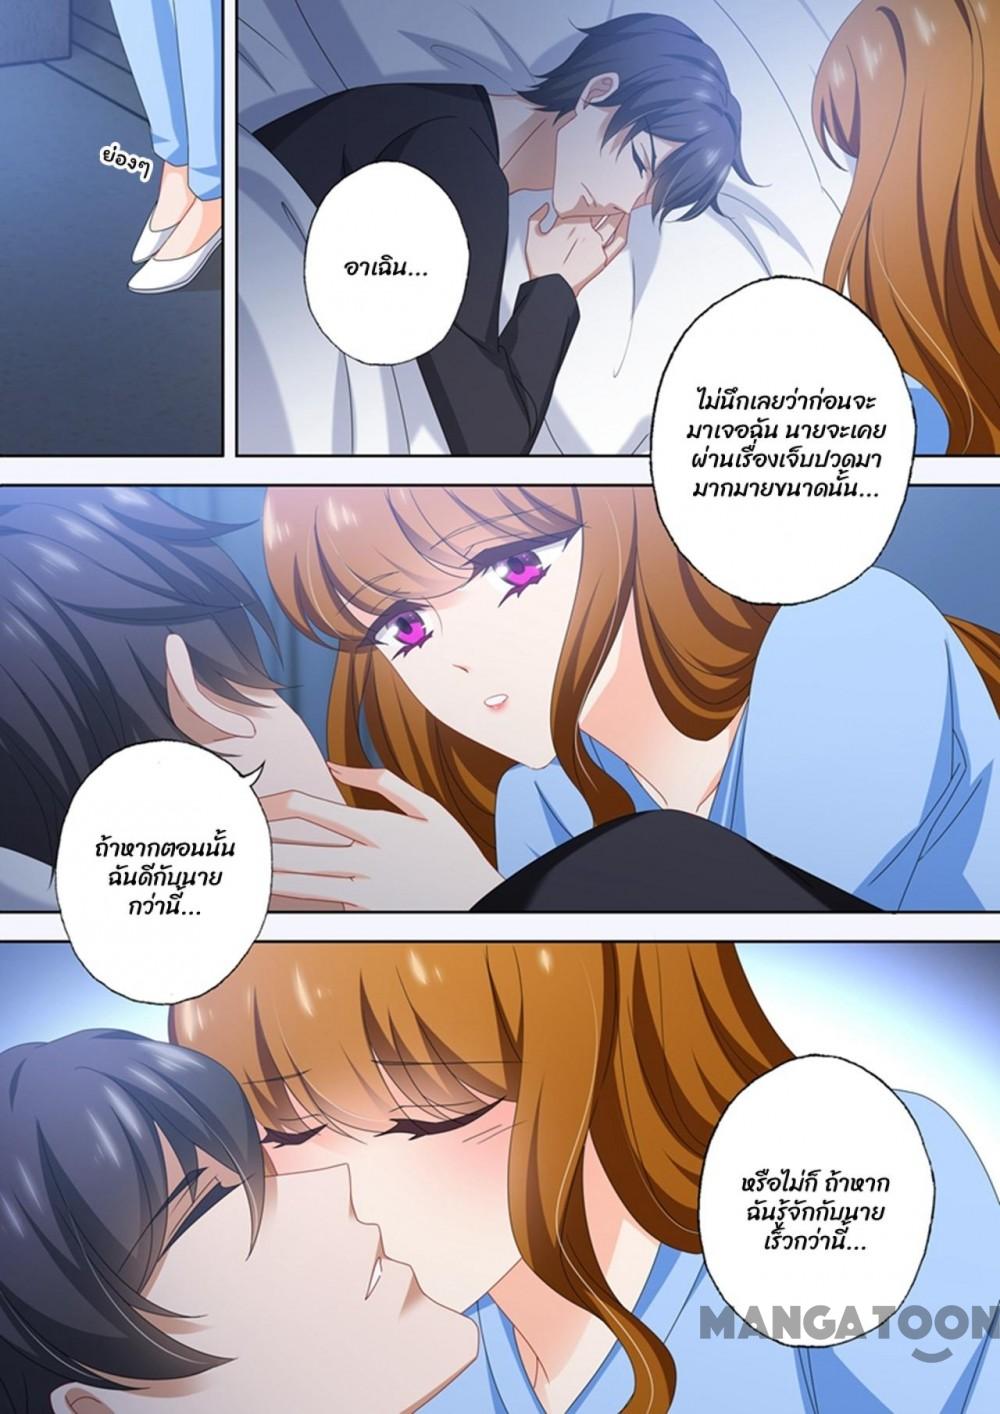 ย่องๆ
อาเฉิน...
ไม่นึกเลยว่าก่อนจะ
มาเจอฉัน นายจะเคย
ผ่านเรื่องเจ็บปวดมา
มากมายขนาดนั้น...
ถ้าหากตอนนั้น
ฉันดีกับนาย
กว่านี้...
หรือไม่ก็ ถ้าหาก
ฉันรู้จักกับนาย
เร็วกว่านี้...
MANGATOON